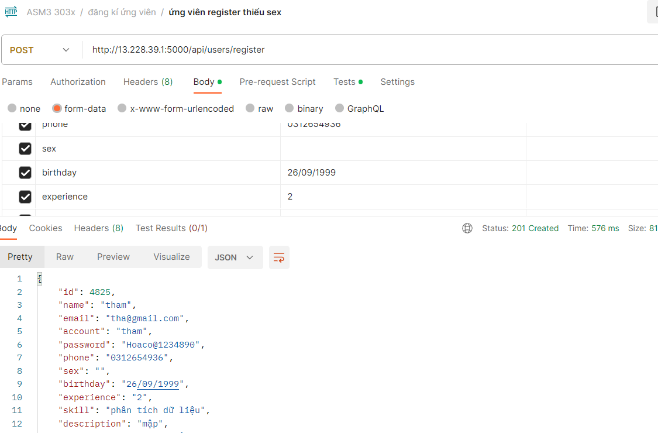 HTTP ASM3 303x / đăng kí ứng viên / ứng viên register thiếu sex
POST http://13.228.39.1:5000/api/users/register
Params Authorization Headers (8) Body Pre-request Script Tests Settings
none form-data x-www-form-urlencoded raw binary GraphQL
phone 0312654936
sex
birthday 26/09/1999
experience 2
Body Cookies Headers (8) Test Results (0/1) Status: 201 Created Time: 576 ms Size: 81
Pretty Raw Preview Visualize JSON
1 {
2 "id": 4825,
3 "name": "tham",
4 "email": "tha@gmail.com",
5 "account": "tham",
6 "password": "Hoaco@1234890",
7 "phone": "0312654936",
8 "sex": "",
9 "birthday": "26/09/1999",
10 "experience": "2",
11 "skill": "phân tích dữ liệu",
12 "description": "mập",